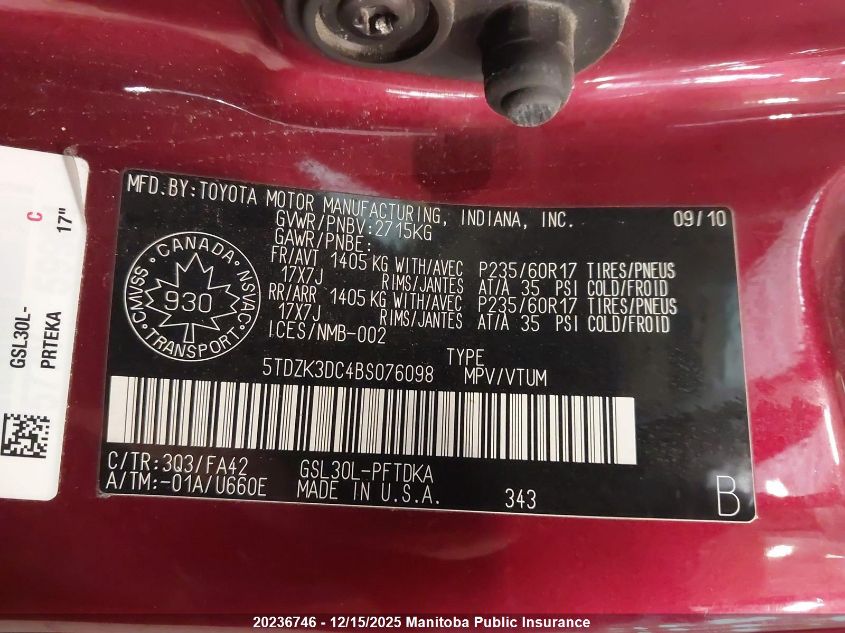 MFD.BY:TOYOTA MOTOR MANUFACTURING, INDIANA, INC. 09/10
GVWR/PNBV:2715KG
GAWR/PNBE:
FR/AVT 1405 KG WITH/AVEC P235/60R17 TIRES/PNEUS
17X7J RIMS/JANTES AT/A 35 PSI COLD/FROID
RR/ARR 1405 KG WITH/AVEC P235/60R17 TIRES/PNEUS
17X7J RIMS/JANTES AT/A 35 PSI COLD/FROID
ICES/NMB-002
CANADA
CMVSS 930 NSVAC
TRANSPORT
TYPE
5TDZK3DC4BS076098 MPV/VTUM
C/TR:3Q3/FA42 GSL30L-PFTDKA
A/TM:-01A/U660E MADE IN U.S.A. 343 B
C
17"
GSL30L-
PRTEKA
20236746 - 12/15/2025 Manitoba Public Insurance